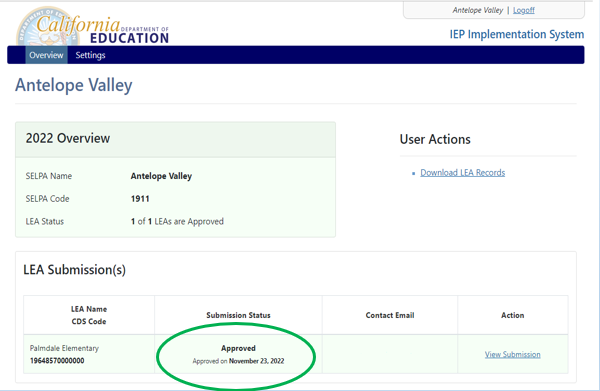 Antelope Valley | Logoff
California DEPARTMENT OF
EDUCATION
IEP Implementation System
Overview Settings
Antelope Valley
2022 Overview
SELPA Name Antelope Valley
SELPA Code 1911
LEA Status 1 of 1 LEAs are Approved
User Actions
Download LEA Records
LEA Submission(s)
LEA Name
CDS Code
Submission Status
Contact Email
Action
Palmdale Elementary
19648570000000
Approved
Approved on November 23, 2022
View Submission